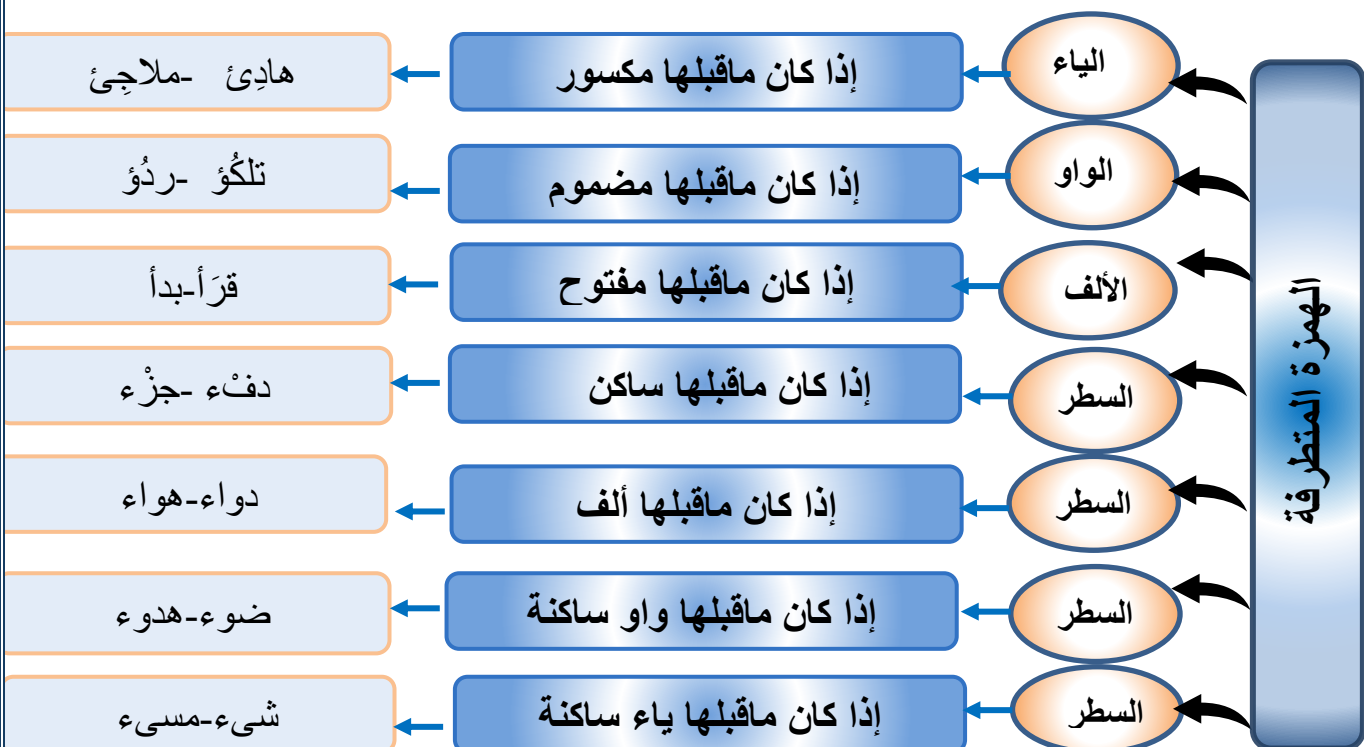 الهمزة المتطرفة
الياء
إذا كان ماقبلها مكسور
هادِئ -ملاجِئ
الواو
إذا كان ماقبلها مضموم
تلكُؤ -ردُؤ
الألف
إذا كان ماقبلها مفتوح
قرَأ-بدأ
السطر
إذا كان ماقبلها ساكن
دفْء -جزْء
السطر
إذا كان ماقبلها ألف
دواء-هواء
السطر
إذا كان ماقبلها واو ساكنة
ضوء-هدوء
السطر
إذا كان ماقبلها ياء ساكنة
شىء-مسىء